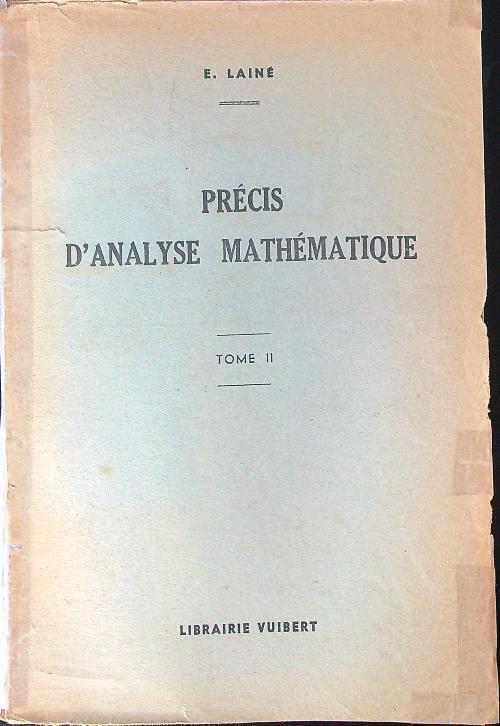 E. LAINÉ
PRÉCIS
D'ANALYSE MATHÉMATIQUE
TOME II
LIBRAIRIE VUIBERT